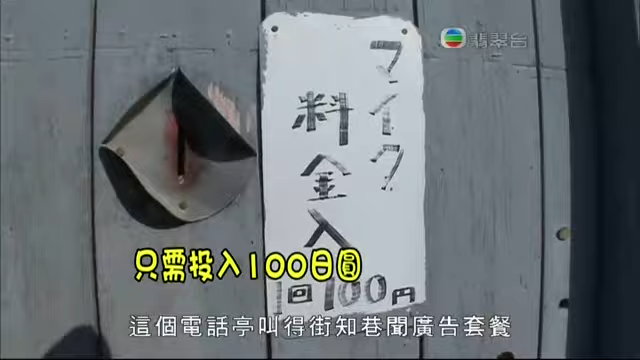 翡翠台
マイク
料金入
1回100円
只需投入100日圓
這個電話亭叫得街知巷聞廣告套餐